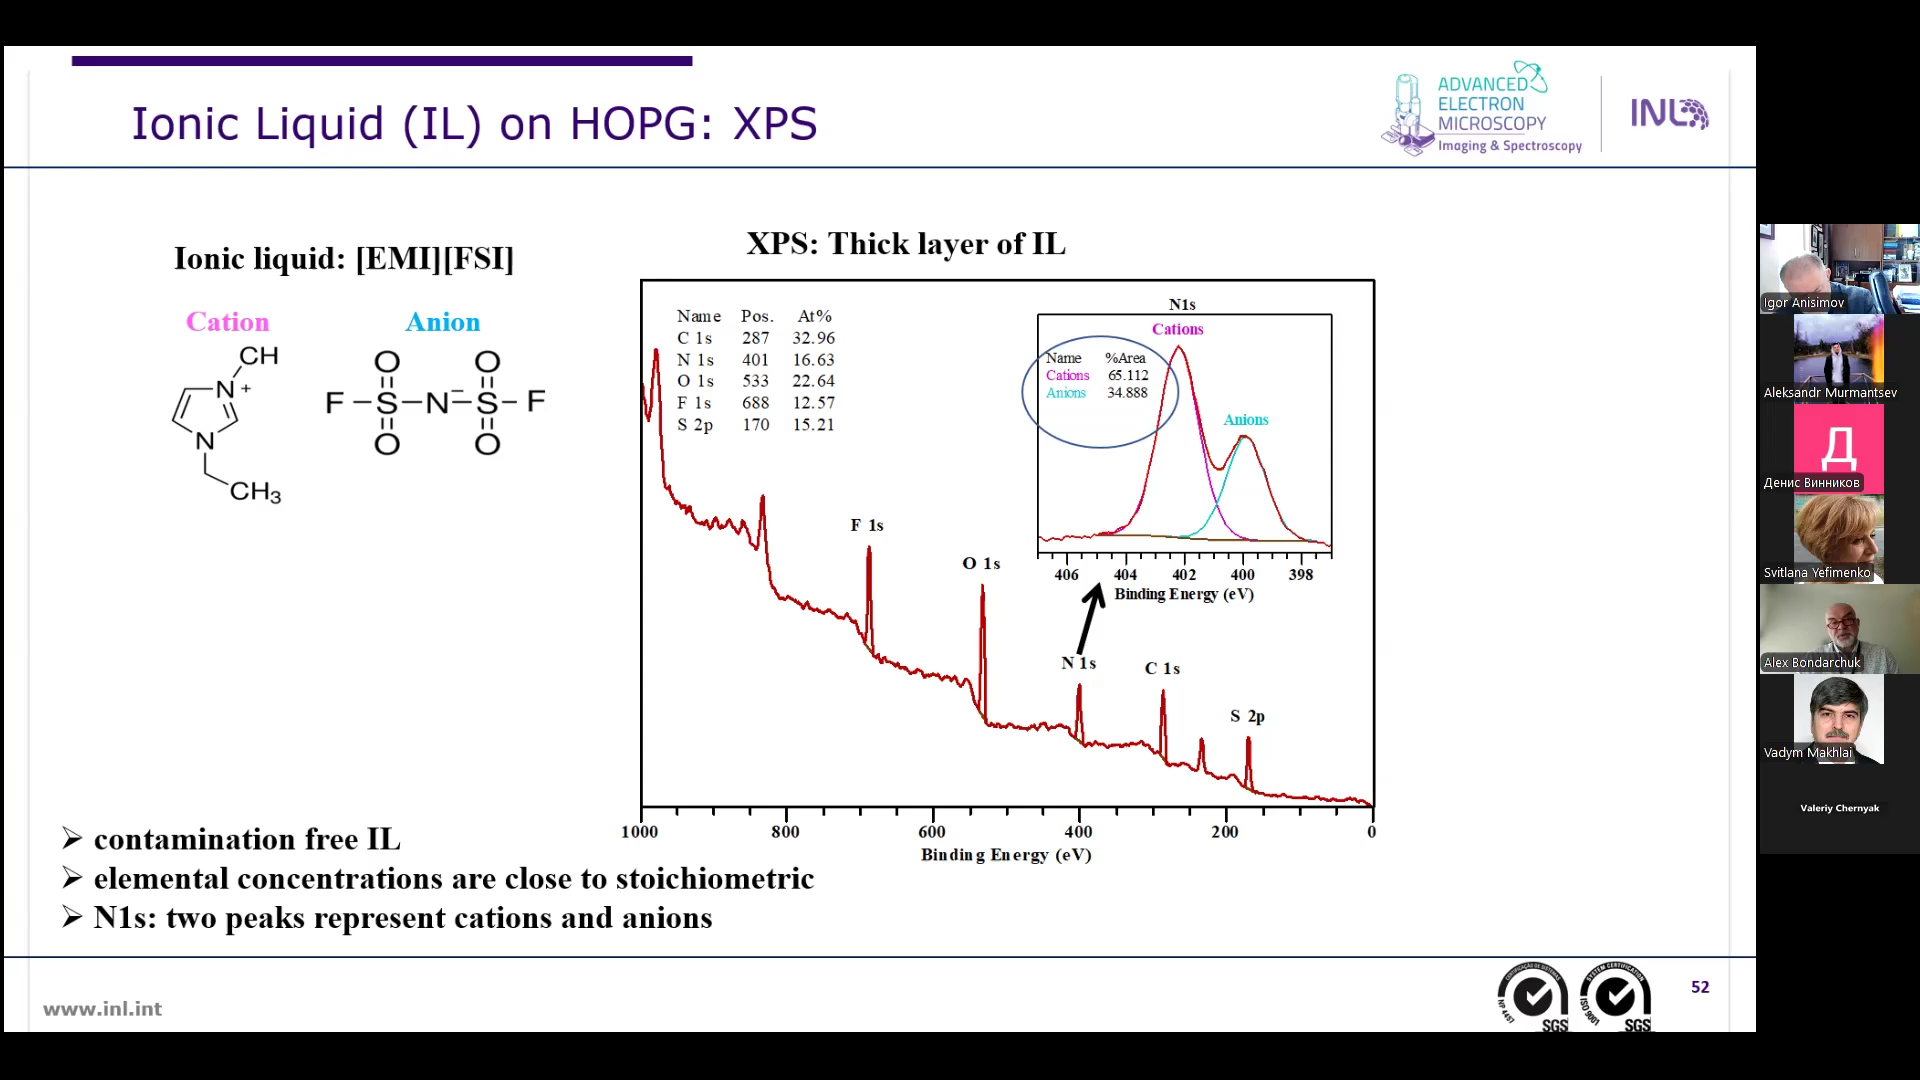 Ionic Liquid (IL) on HOPG: XPS
ADVANCED
ELECTRON
MICROSCOPY
Imaging & Spectroscopy
INL
Ionic liquid: [EMI][FSI]
Cation
Anion
CH
N
+
N
CH3
O O
F S N − S F
O O
XPS: Thick layer of IL
Name Pos. At%
C 1s 287 32.96
N 1s 401 16.63
O 1s 533 22.64
F 1s 688 12.57
S 2p 170 15.21
N1s
Cations
Name %Area
Cations 65.112
Anions 34.888
Anions
406 404 402 400 398
Binding Energy (eV)
F 1s
O 1s
N 1s
C 1s
S 2p
1000 800 600 400 200 0
Binding Energy (eV)
➢ contamination free IL
➢ elemental concentrations are close to stoichiometric
➢ N1s: two peaks represent cations and anions
www.inl.int
NP 4457
SGS
SYSTEM CERTIFICATION
ISO 9001
SGS
52
Igor Anisimov
Aleksandr Murmantsev
Д
Денис Винников
Svitlana Yefimenko
Alex Bondarchuk
Vadym Makhlai
Valeriy Chernyak